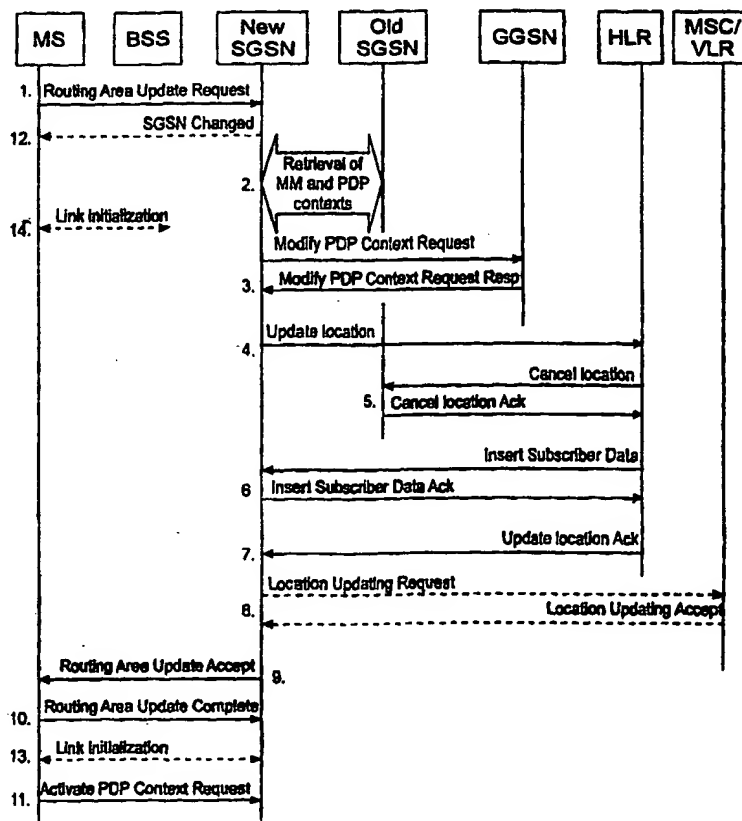 MS
BSS
New
SGSN
Old
SGSN
GGSN
HLR
MSC/
VLR
1. Routing Area Update Request
12. SGSN Changed
2. Retrieval of
MM and PDP
contexts
14. Link Initialization
Modify PDP Context Request
3. Modify PDP Context Request Resp
4. Update location
Cancel location
5. Cancel location Ack
Insert Subscriber Data
6 Insert Subscriber Data Ack
7. Update location Ack
Location Updating Request
8. Location Updating Accept
Routing Area Update Accept 9.
10. Routing Area Update Complete
13. Link Initialization
11. Activate PDP Context Request